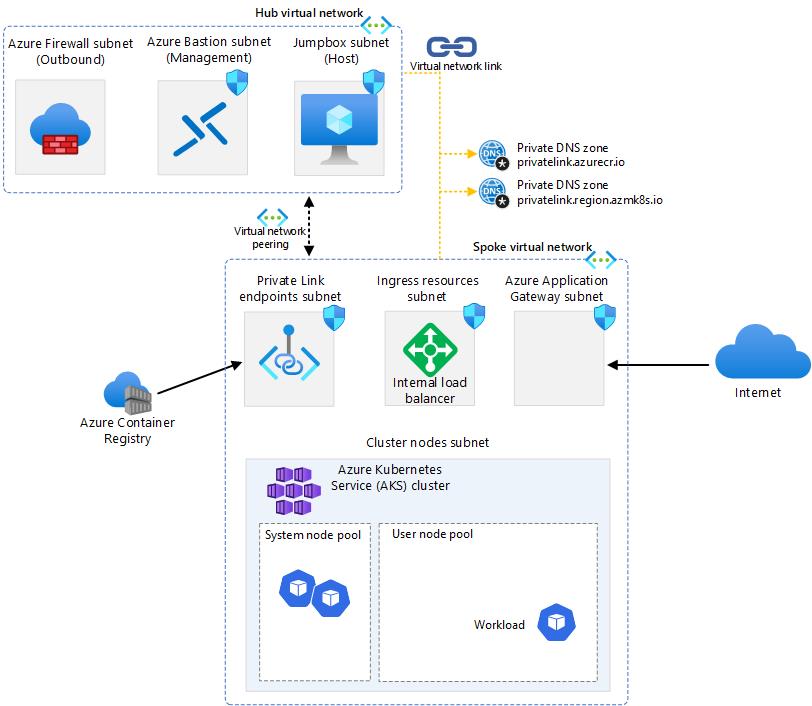 Hub virtual network
Azure Firewall subnet
(Outbound)
Azure Bastion subnet
(Management)
Jumpbox subnet
(Host)
Virtual network link
DNS
Private DNS zone
privatelink.azurecr.io
DNS
Private DNS zone
privatelink.region.azmk8s.io
Virtual network
peering
Spoke virtual network
Private Link
endpoints subnet
Ingress resources
subnet
Azure Application
Gateway subnet
Internal load
balancer
Azure Container
Registry
Internet
Cluster nodes subnet
Azure Kubernetes
Service (AKS) cluster
System node pool
User node pool
Workload